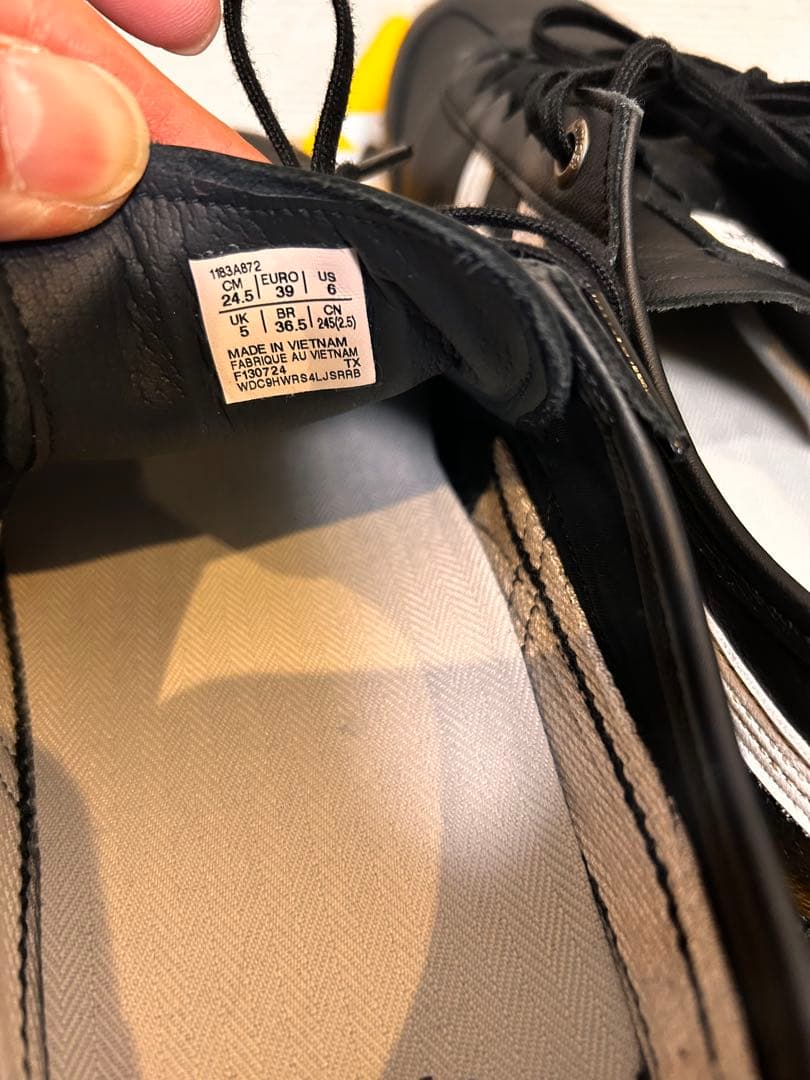 1183A872
CM | EURO | US
24.5 | 39 | 6
UK | BR | CN
5 | 36.5 | 245(2.5)
MADE IN VIETNAM
FABRIQUE AU VIETNAM
F130724 TX
WDC9HWRS4LJSRRB